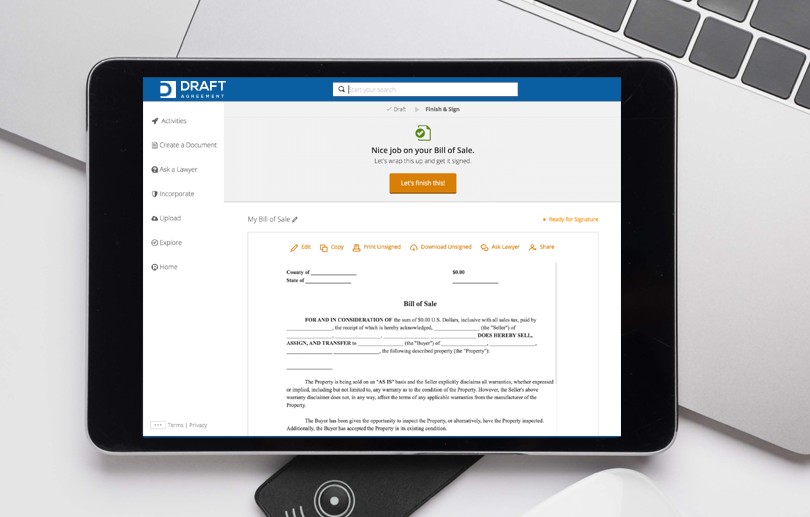 DRAFT
AGREEMENT
Start your search
Draft
Finish & Sign
Activities
Create a Document
Ask a Lawyer
Incorporate
Upload
Explore
Home
Terms | Privacy
Nice job on your Bill of Sale.
Let's wrap this up and get it signed.
Let's finish this!
My Bill of Sale
Ready for Signature
Edit Copy Print Unsigned Download Unsigned Ask Lawyer Share
County of _______________ $0.00
State of _______________ _______________
Bill of Sale
FOR AND IN CONSIDERATION OF the sum of $0.00 U.S. Dollars, inclusive with all sales tax, paid by
_______________, the receipt of which is hereby acknowledged, _______________ (the "Seller") of
_______________, _______________, _______________ DOES HEREBY SELL,
ASSIGN, AND TRANSFER to _______________ (the "Buyer") of _______________, _______________,
_______________ _______________, the following described property (the "Property"):
_______________
The Property is being sold on an "AS IS" basis and the Seller explicitly disclaims all warranties, whether expressed
or implied, including but not limited to, any warranty as to the condition of the Property. However, the Seller's above
warranty disclaimer does not, in any way, affect the terms of any applicable warranties from the manufacturer of the
Property.
The Buyer has been given the opportunity to inspect the Property, or alternatively, have the Property inspected.
Additionally, the Buyer has accepted the Property in its existing condition.